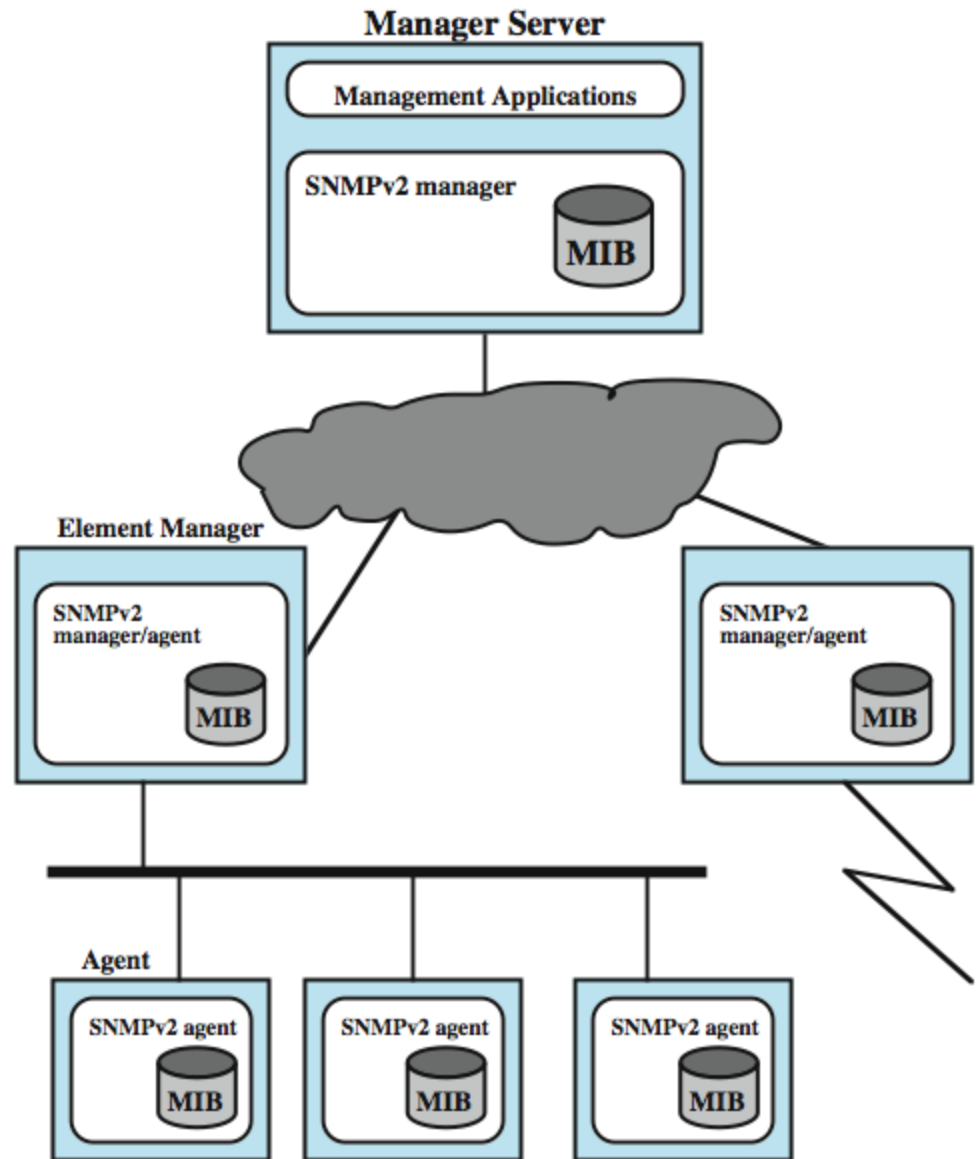 Manager Server
Management Applications
SNMPv2 manager
MIB
Element Manager
SNMPv2
manager/agent
MIB
SNMPv2
manager/agent
MIB
Agent
SNMPv2 agent
MIB
SNMPv2 agent
MIB
SNMPv2 agent
MIB